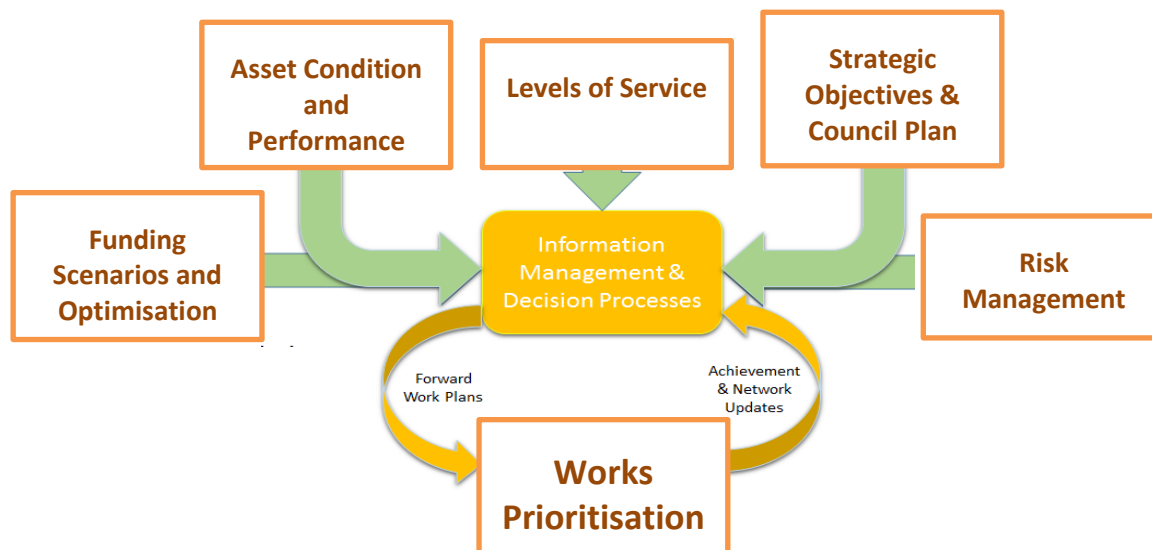 Asset Condition
and
Performance
Levels of Service
Strategic
Objectives &
Council Plan
Funding
Scenarios and
Optimisation
Information
Management &
Decision Processes
Risk
Management
Forward
Work Plans
Achievement
& Network
Updates
Works
Prioritisation